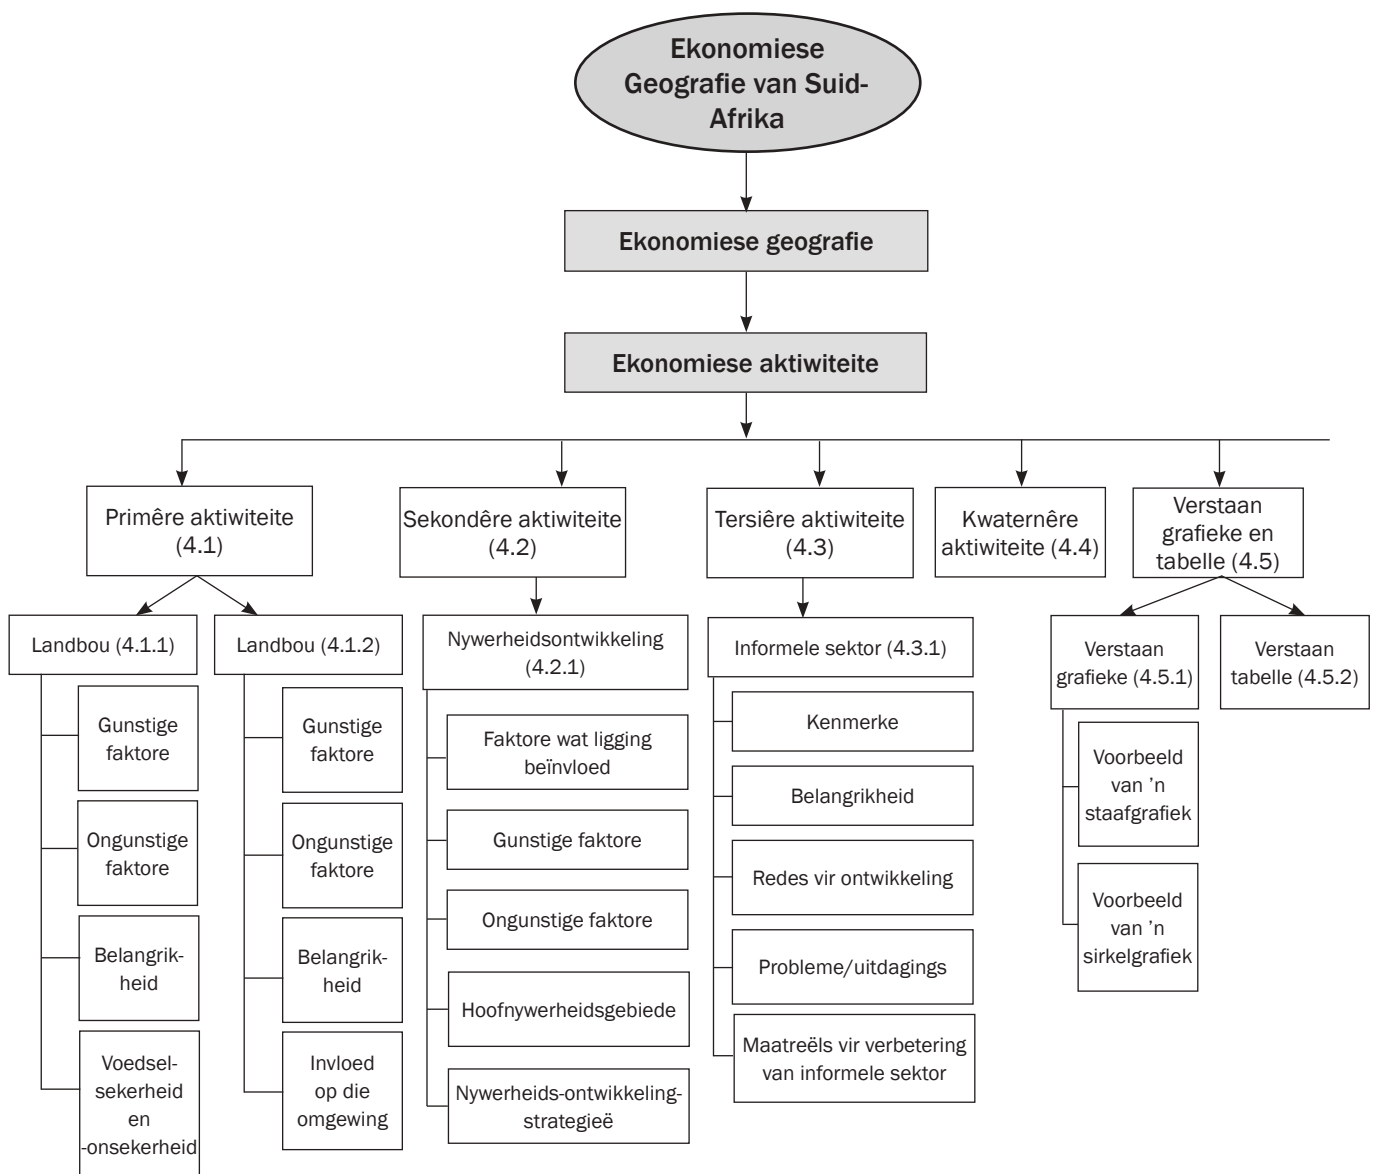 Ekonomiese
Geografie van Suid-
Afrika
Ekonomiese geografie
Ekonomiese aktiwiteite
Primêre aktiwiteite
(4.1)
Sekondêre aktiwiteite
(4.2)
Tersiêre aktiwiteite
(4.3)
Kwaternêre
aktiwiteite (4.4)
Verstaan
grafieke en
tabelle (4.5)
Landbou (4.1.1)
Gunstige
faktore
Ongunstige
faktore
Belangrik-
heid
Voedsel-
sekerheid
en
-onsekerheid
Landbou (4.1.2)
Gunstige
faktore
Ongunstige
faktore
Belangrik-
heid
Invloed
op die
omgewing
Nywerheidsontwikkeling
(4.2.1)
Faktore wat ligging
beïnvloed
Gunstige faktore
Ongunstige faktore
Hoofnywerheidsgebiede
Nywerheids-ontwikkeling-
strategieë
Informele sektor (4.3.1)
Kenmerke
Belangrikheid
Redes vir ontwikkeling
Probleme/uitdagings
Maatreëls vir verbetering
van informele sektor
Verstaan
grafieke (4.5.1)
Voorbeeld
van ’n
staafgrafiek
Voorbeeld
van ’n
sirkelgrafiek
Verstaan
tabelle (4.5.2)